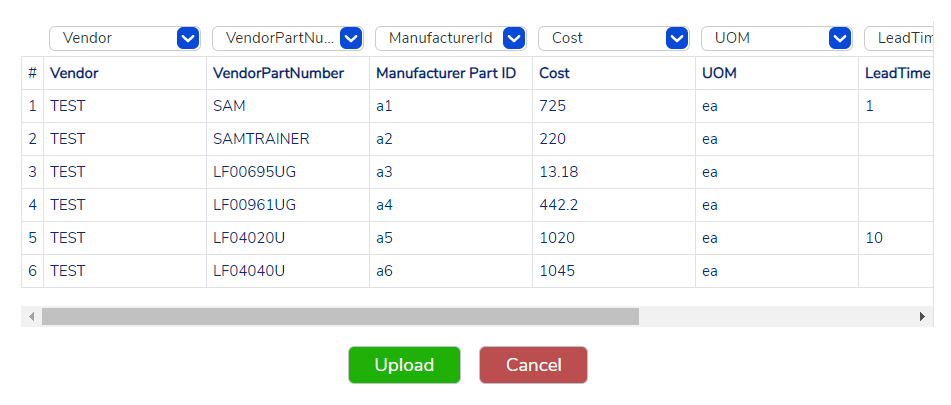 Vendor VendorPartNu... ManufacturerId Cost UOM LeadTim
# Vendor VendorPartNumber Manufacturer Part ID Cost UOM LeadTime
1 TEST SAM a1 725 ea 1
2 TEST SAMTRAINER a2 220 ea
3 TEST LF00695UG a3 13.18 ea
4 TEST LF00961UG a4 442.2 ea
5 TEST LF04020U a5 1020 ea 10
6 TEST LF04040U a6 1045 ea
Upload Cancel